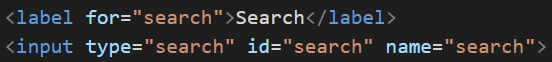 <label for="search">Search</label>
<input type="search" id="search" name="search">